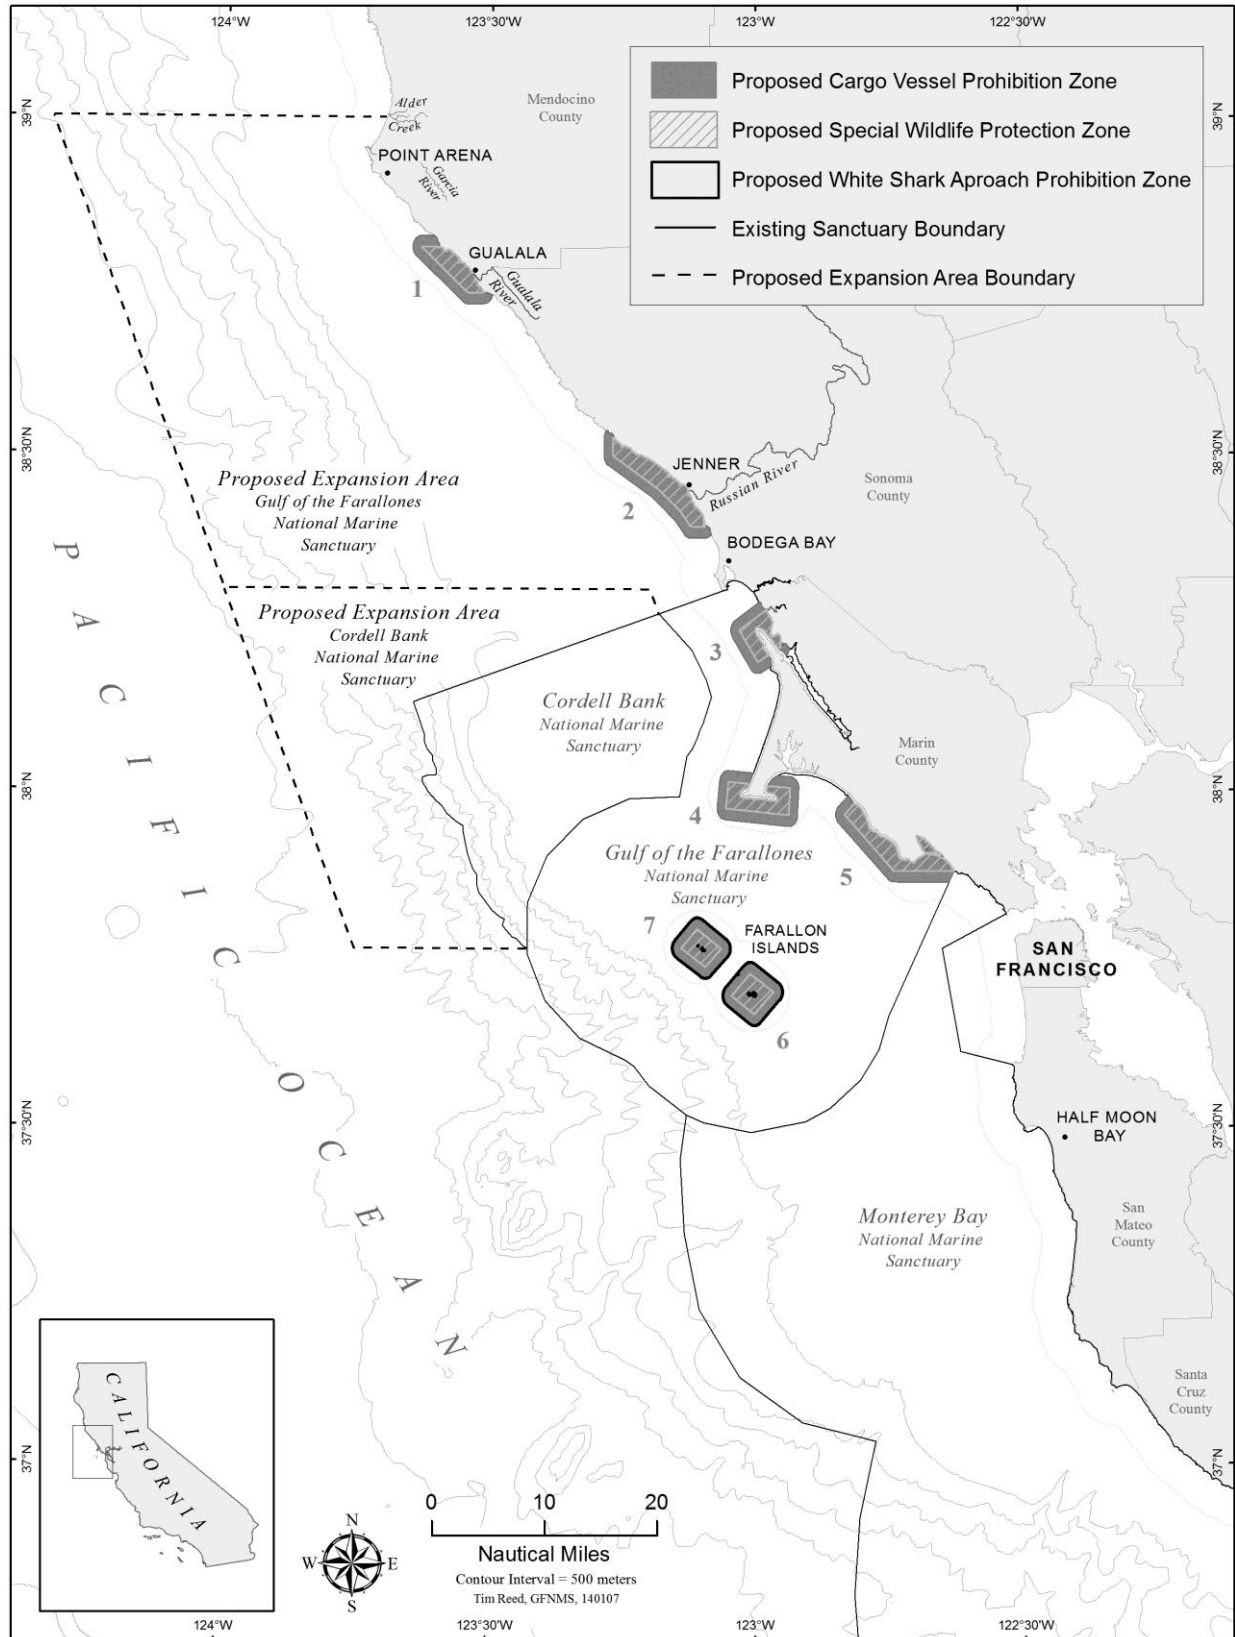 124°W
123°30'W
123°W
122°30'W
Proposed Cargo Vessel Prohibition Zone
Proposed Special Wildlife Protection Zone
Proposed White Shark Aproach Prohibition Zone
Existing Sanctuary Boundary
Proposed Expansion Area Boundary
39°N
39°N
Alder
Creek
Mendocino
County
POINT ARENA
Garcia
River
GUALALA
Gualala
River
1
38°30'N
38°30'N
JENNER
Russian River
Sonoma
County
2
Proposed Expansion Area
Gulf of the Farallones
National Marine
Sanctuary
BODEGA BAY
Proposed Expansion Area
Cordell Bank
National Marine
Sanctuary
3
Cordell Bank
National Marine
Sanctuary
Marin
County
38°N
38°N
4
Gulf of the Farallones
National Marine
Sanctuary
5
7
FARALLON
ISLANDS
SAN
FRANCISCO
6
PACIFIC OCEAN
37°30'N
37°30'N
HALF MOON
BAY
Monterey Bay
National Marine
Sanctuary
San
Mateo
County
Santa
Cruz
County
CALIFORNIA
37°N
37°N
0 10 20
Nautical Miles
Contour Interval = 500 meters
Tim Reed, GFNMS, 140107
N
W E
S
124°W
123°30'W
123°W
122°30'W